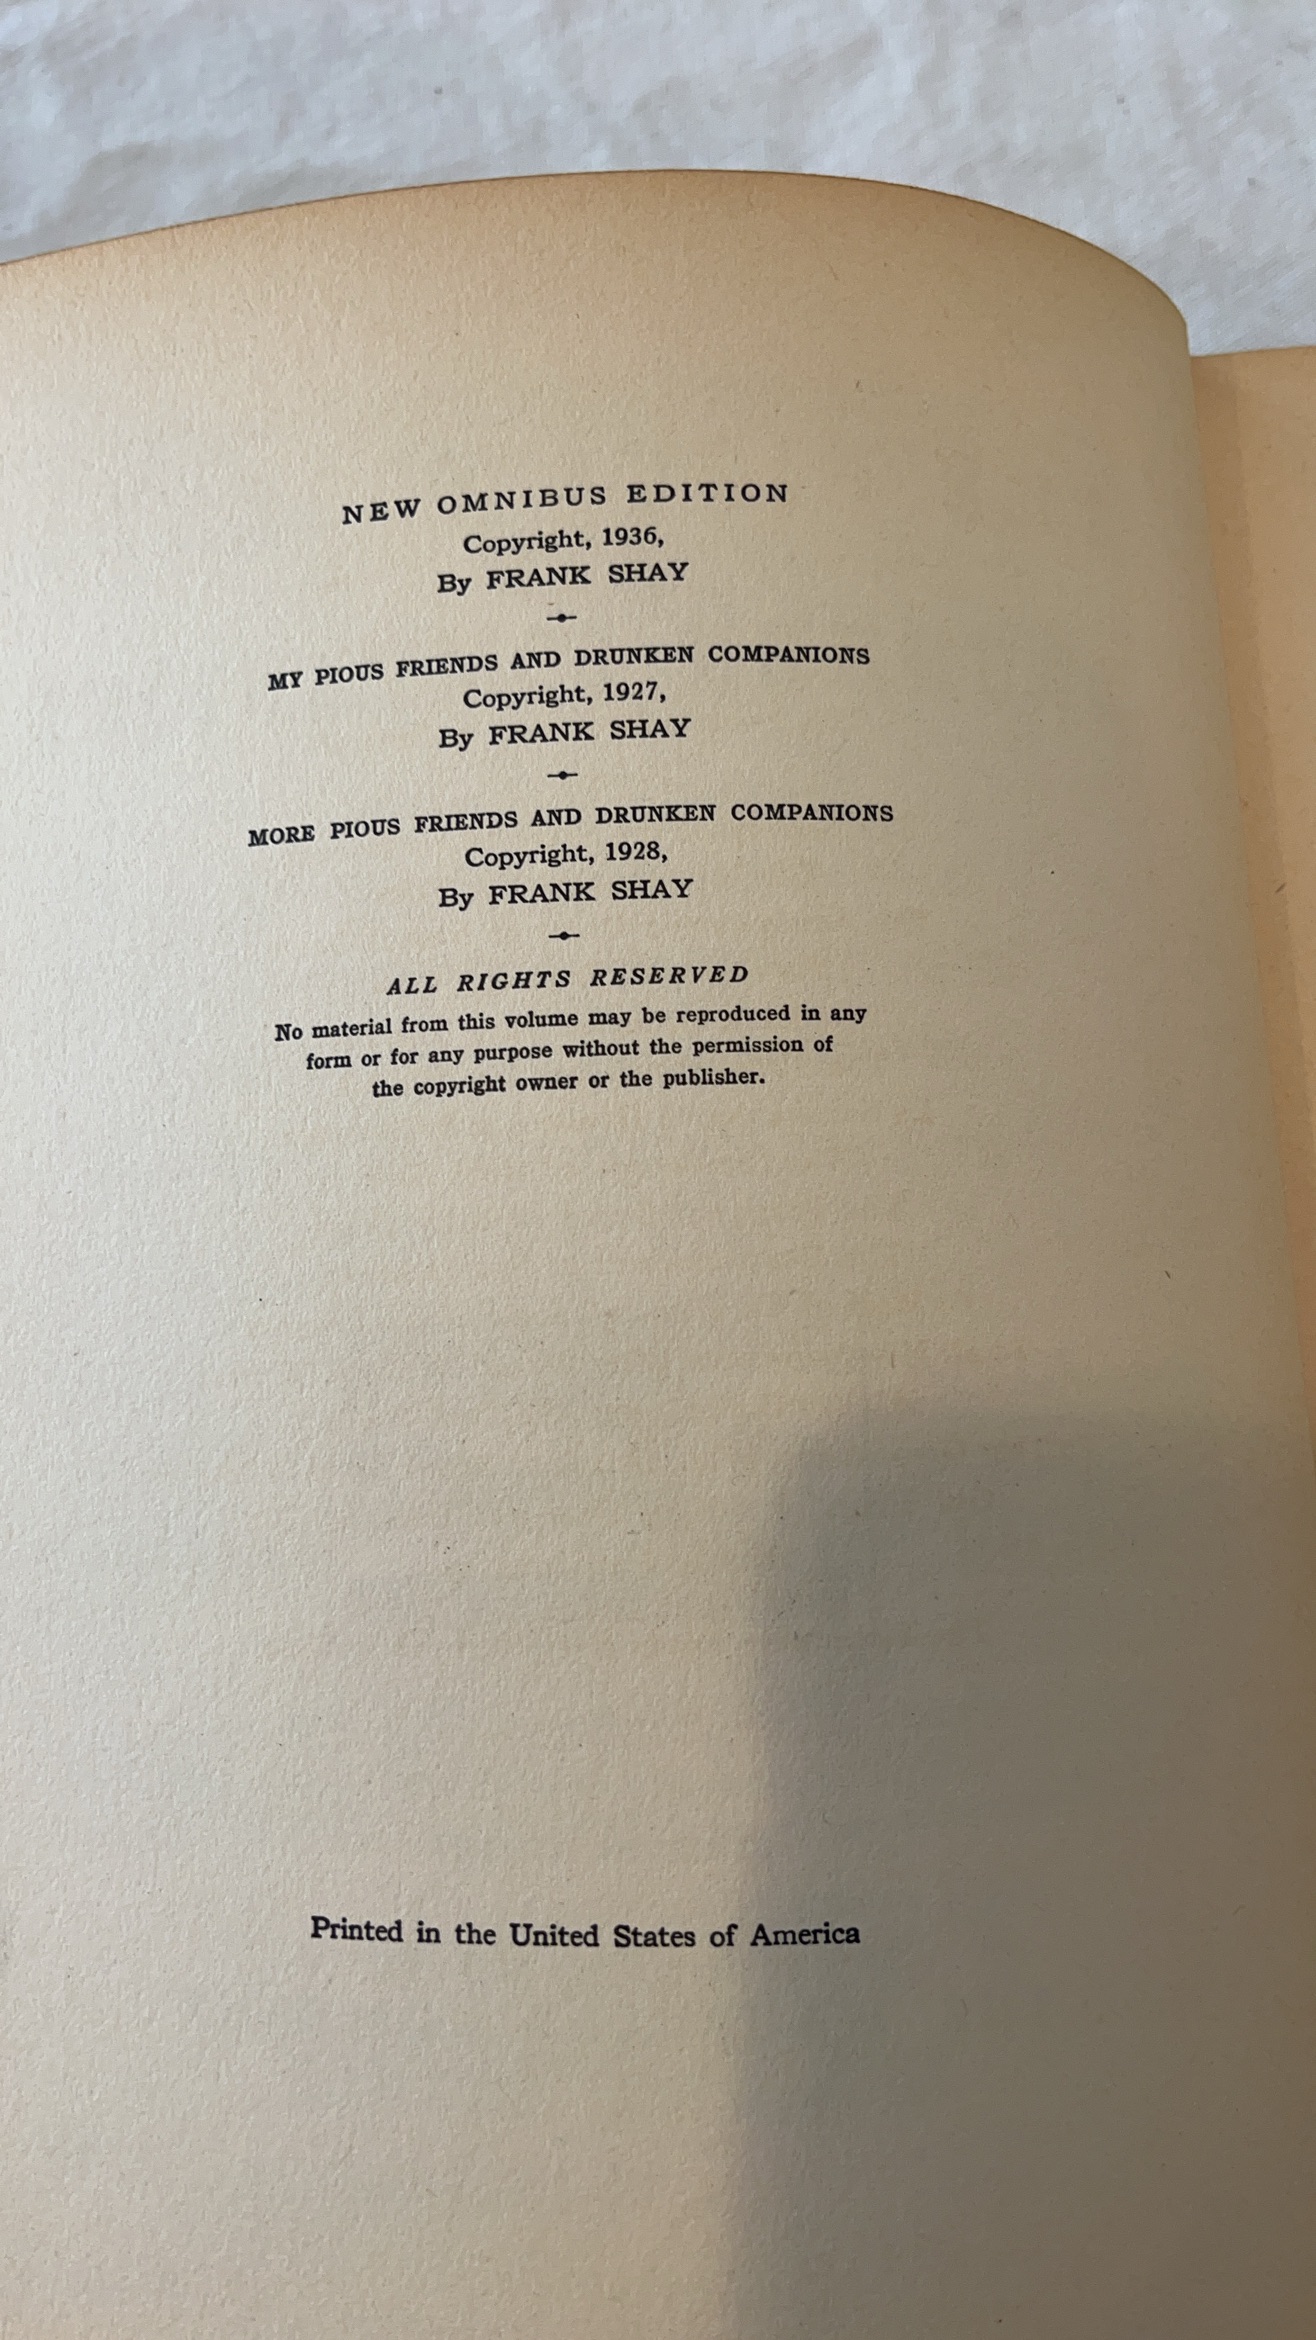 NEW OMNIBUS EDITION
Copyright, 1936,
By FRANK SHAY
MY PIOUS FRIENDS AND DRUNKEN COMPANIONS
Copyright, 1927,
By FRANK SHAY
MORE PIOUS FRIENDS AND DRUNKEN COMPANIONS
Copyright, 1928,
By FRANK SHAY
ALL RIGHTS RESERVED
No material from this volume may be reproduced in any
form or for any purpose without the permission of
the copyright owner or the publisher.
Printed in the United States of America